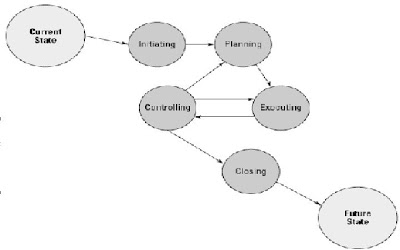 Current
State
Initiating
Planning
Controlling
Executing
Closing
Future
State